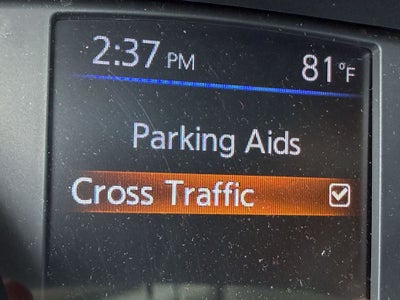 2:37 PM 81°F
Parking Aids
Cross Traffic